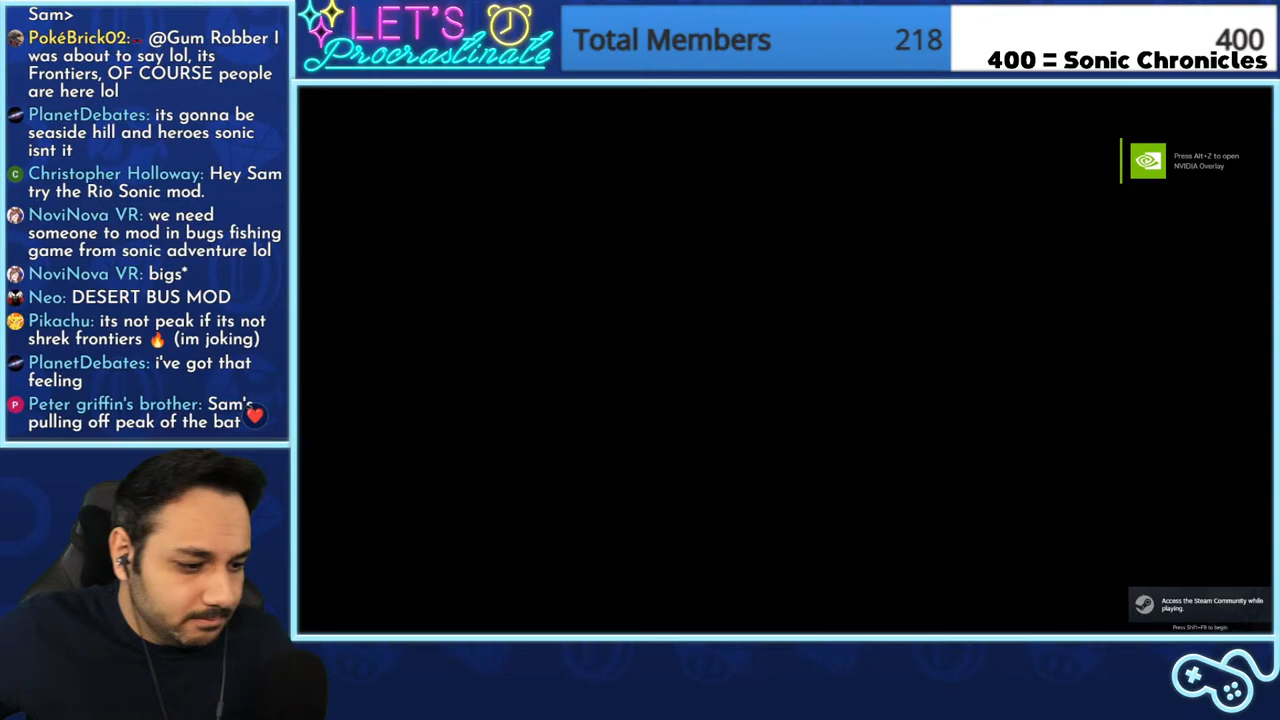 Sam>
PokéBrick02: @Gum Robber I
was about to say lol, its
Frontiers, OF COURSE people
are here lol
PlanetDebates: its gonna be
seaside hill and heroes sonic
isnt it
C Christopher Holloway: Hey Sam
try the Rio Sonic mod.
NoviNova VR: we need
someone to mod in bugs fishing
game from sonic adventure lol
NoviNova VR: bigs*
Neo: DESERT BUS MOD
Pikachu: its not peak if its not
shrek frontiers 🔥 (im joking)
PlanetDebates: i've got that
feeling
P Peter griffin's brother: Sam's
pulling off peak of the bat
LET'S
Procrastinate
Total Members 218 400
400 = Sonic Chronicles
Press Alt+Z to open
NVIDIA Overlay
Access the Steam Community while
playing.
Press Shift+F9 to begin